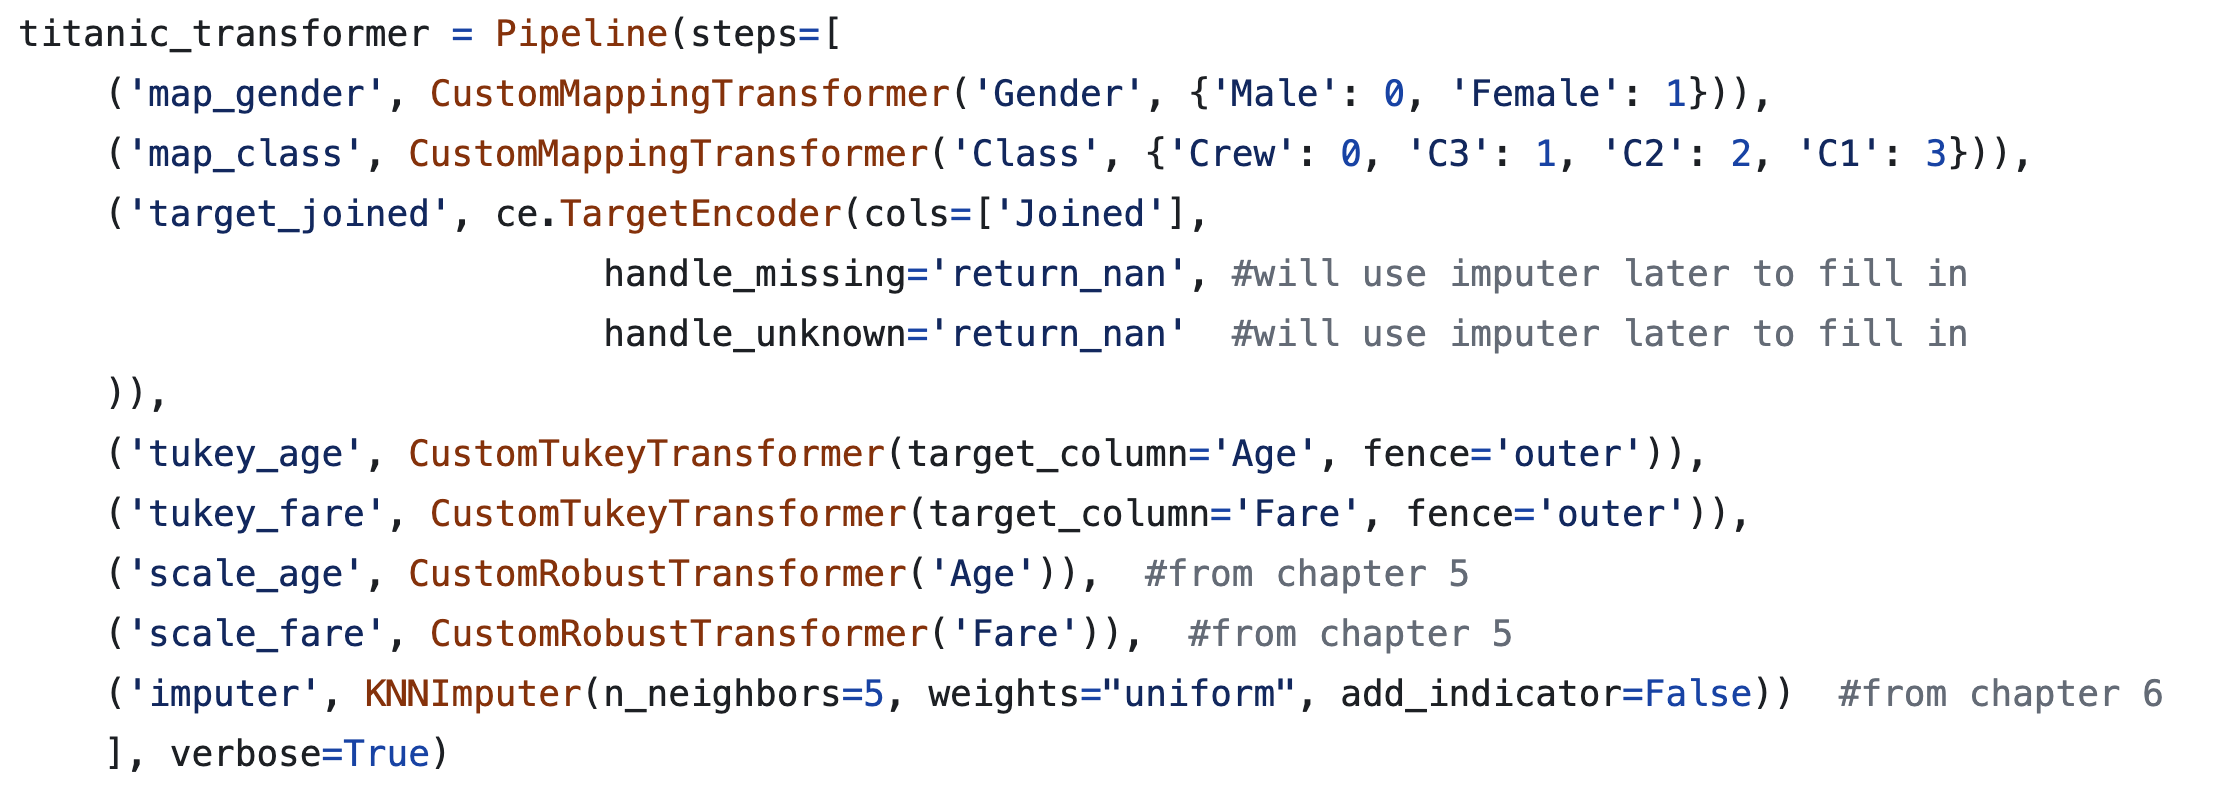 titanic_transformer = Pipeline(steps=[
    ('map_gender', CustomMappingTransformer('Gender', {'Male': 0, 'Female': 1})),
    ('map_class', CustomMappingTransformer('Class', {'Crew': 0, 'C3': 1, 'C2': 2, 'C1': 3})),
    ('target_joined', ce.TargetEncoder(cols=['Joined'],
                           handle_missing='return_nan', #will use imputer later to fill in
                           handle_unknown='return_nan'  #will use imputer later to fill in
    )),
    ('tukey_age', CustomTukeyTransformer(target_column='Age', fence='outer')),
    ('tukey_fare', CustomTukeyTransformer(target_column='Fare', fence='outer')),
    ('scale_age', CustomRobustTransformer('Age')),  #from chapter 5
    ('scale_fare', CustomRobustTransformer('Fare')),  #from chapter 5
    ('imputer', KNNImputer(n_neighbors=5, weights="uniform", add_indicator=False))  #from chapter 6
    ], verbose=True)